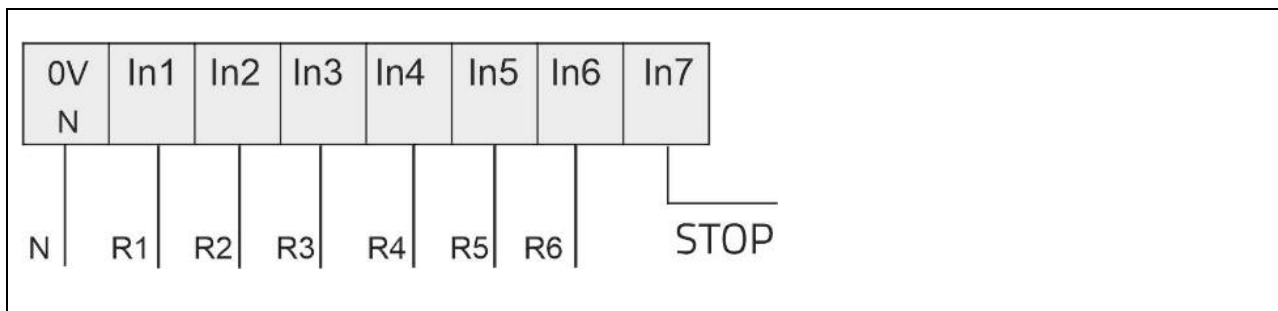 0V In1 In2 In3 In4 In5 In6 In7
N
N R1 R2 R3 R4 R5 R6 STOP